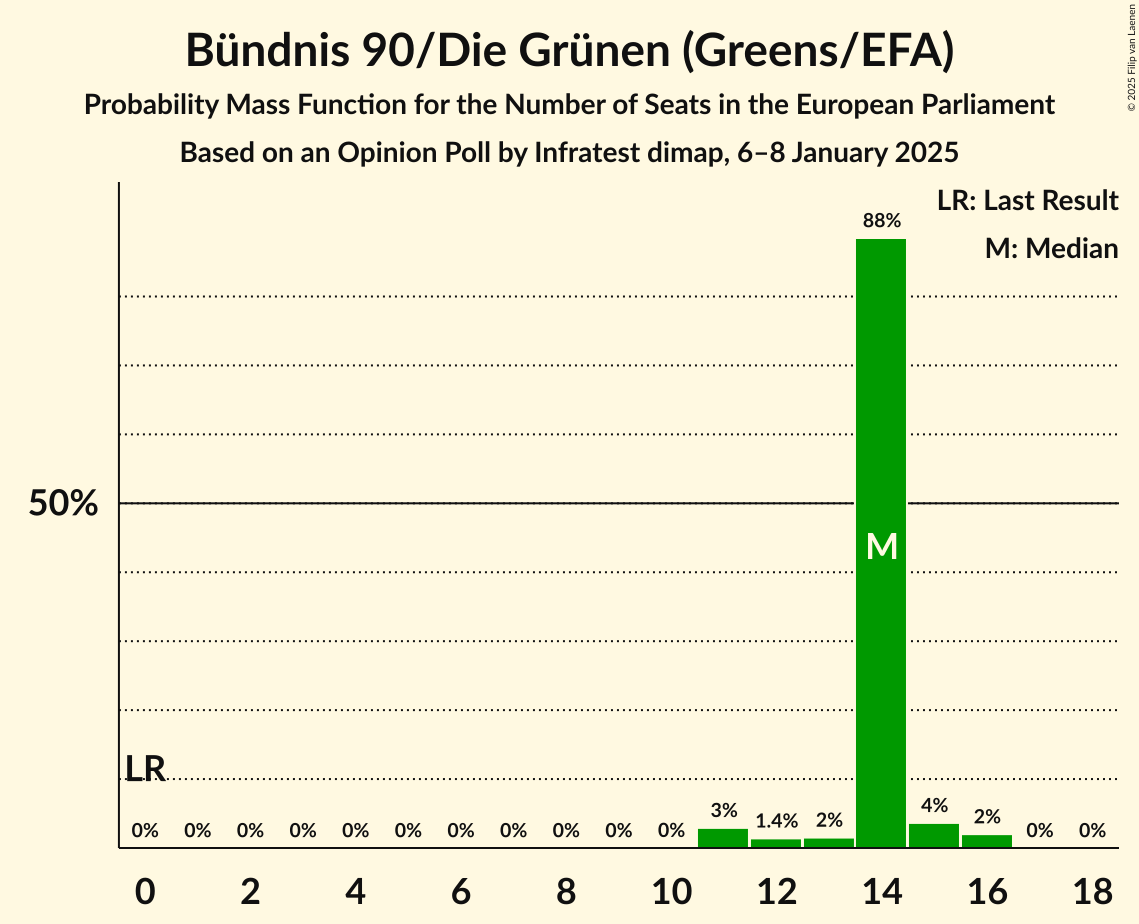 Bündnis 90/Die Grünen (Greens/EFA)
Probability Mass Function for the Number of Seats in the European Parliament
Based on an Opinion Poll by Infratest dimap, 6–8 January 2025
© 2025 Filip van Laenen
LR: Last Result
M: Median
88%
50%
M
LR
0% 0% 0% 0% 0% 0% 0% 0% 0% 0% 0% 3% 1.4% 2% 4% 2% 0% 0%
0 2 4 6 8 10 12 14 16 18